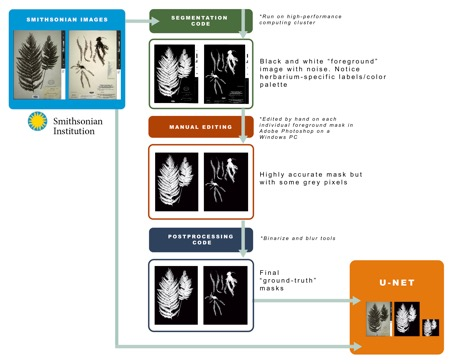 SMITHSONIAN IMAGES
SEGMENTATION
CODE
*Run on high-performance
computing cluster
Black and white “foreground”
image with noise. Notice
herbarium-specific labels/color
palette
Smithsonian
Institution
MANUAL EDITING
*Edited by hand on each
individual foreground mask in
Adobe Photoshop on a
Windows PC
Highly accurate mask but
with some grey pixels
POSTPROCESSING
CODE
*Binarize and blur tools
Final
“ground-truth”
masks
U-NET